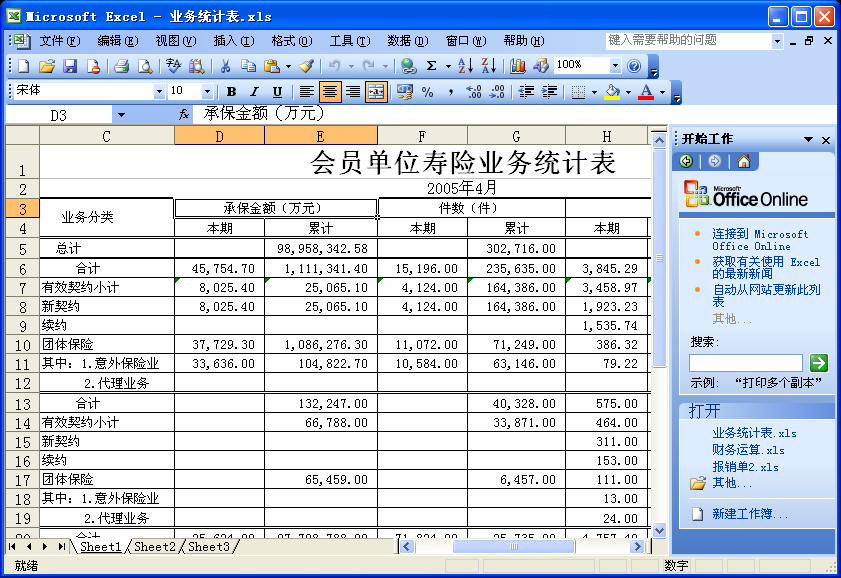 Microsoft Excel - 业务统计表.xls
文件(F) 编辑(E) 视图(V) 插入(I) 格式(O) 工具(T) 数据(D) 窗口(W) 帮助(H) 键入需要帮助的问题
Σ 100%
宋体 10 B I U %
D3 fx 承保金额（万元）
C D E F G H
1 会员单位寿险业务统计表
2 2005年4月
3 业务分类 承保金额（万元） 件数（件）
4 本期 累计 本期 累计 本期
5 总计 98,958,342.58 302,716.00
6 合计 45,754.70 1,111,341.40 15,196.00 235,635.00 3,845.29
7 有效契约小计 8,025.40 25,065.10 4,124.00 164,386.00 3,458.97
8 新契约 8,025.40 25,065.10 4,124.00 164,386.00 1,923.23
9 续约 1,535.74
10 团体保险 37,729.30 1,086,276.30 11,072.00 71,249.00 386.32
11 其中: 1.意外保险业 33,636.00 104,822.70 10,584.00 63,146.00 79.22
12 2.代理业务
13 合计 132,247.00 40,328.00 575.00
14 有效契约小计 66,788.00 33,871.00 464.00
15 新契约 311.00
16 续约 153.00
17 团体保险 65,459.00 6,457.00 111.00
18 其中: 1.意外保险业 13.00
19 2.代理业务 24.00
Sheet1 Sheet2 Sheet3
就绪 数字
开始工作
Microsoft
Office Online
连接到 Microsoft
Office Online
获取有关使用 Excel
的最新新闻
自动从网站更新此列
表
其他...
搜索:
示例: “打印多个副本”
打开
业务统计表.xls
财务运算.xls
报销单2.xls
其他...
新建工作簿...